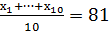 x₁+⋯+x₁₀/10 = 81